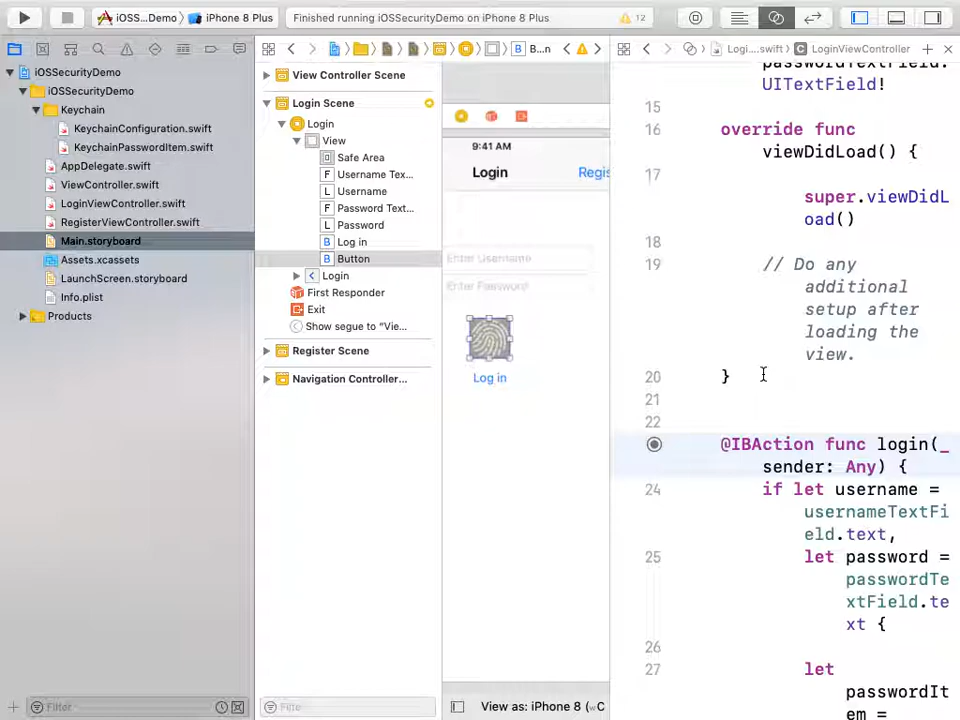 iOSS...Demo
iPhone 8 Plus
Finished running iOSSecurityDemo on iPhone 8 Plus
12
B...n
Logi....swift
LoginViewController
iOSSecurityDemo
iOSSecurityDemo
Keychain
KeychainConfiguration.swift
KeychainPasswordItem.swift
AppDelegate.swift
ViewController.swift
LoginViewController.swift
RegisterViewController.swift
Main.storyboard
Assets.xcassets
LaunchScreen.storyboard
Info.plist
Products
Filter
View Controller Scene
Login Scene
Login
View
Safe Area
F Username Tex...
L Username
F Password Text...
L Password
B Log in
B Button
Login
First Responder
Exit
Show segue to "Vie...
Register Scene
Navigation Controller...
Filte
9:41 AM
Login
Regis
Enter Username
Enter Password
Log in
View as: iPhone 8 (wC
passwordTextField:
UITextField!
15
16 override func
viewDidLoad() {
17
super.viewDidL
oad()
18
19 // Do any
additional
setup after
loading the
view.
20 }
21
22
@IBAction func login(_
sender: Any) {
24 if let username =
usernameTextFi
eld.text,
25 let password =
passwordTe
xtField.te
xt {
26
27 let
passwordIt
em =